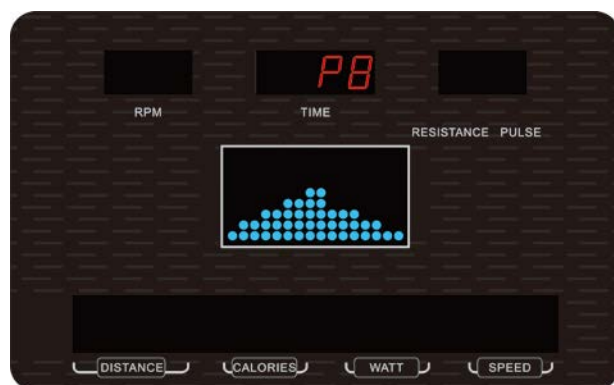 P8
RPM TIME
RESISTANCE PULSE
DISTANCE CALORIES WATT SPEED